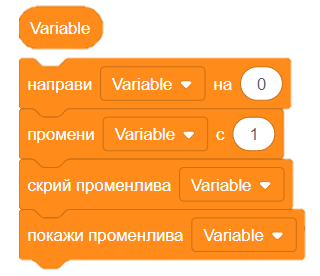 Variable
направи Variable на 0
промени Variable с 1
скрий променлива Variable
покажи променлива Variable